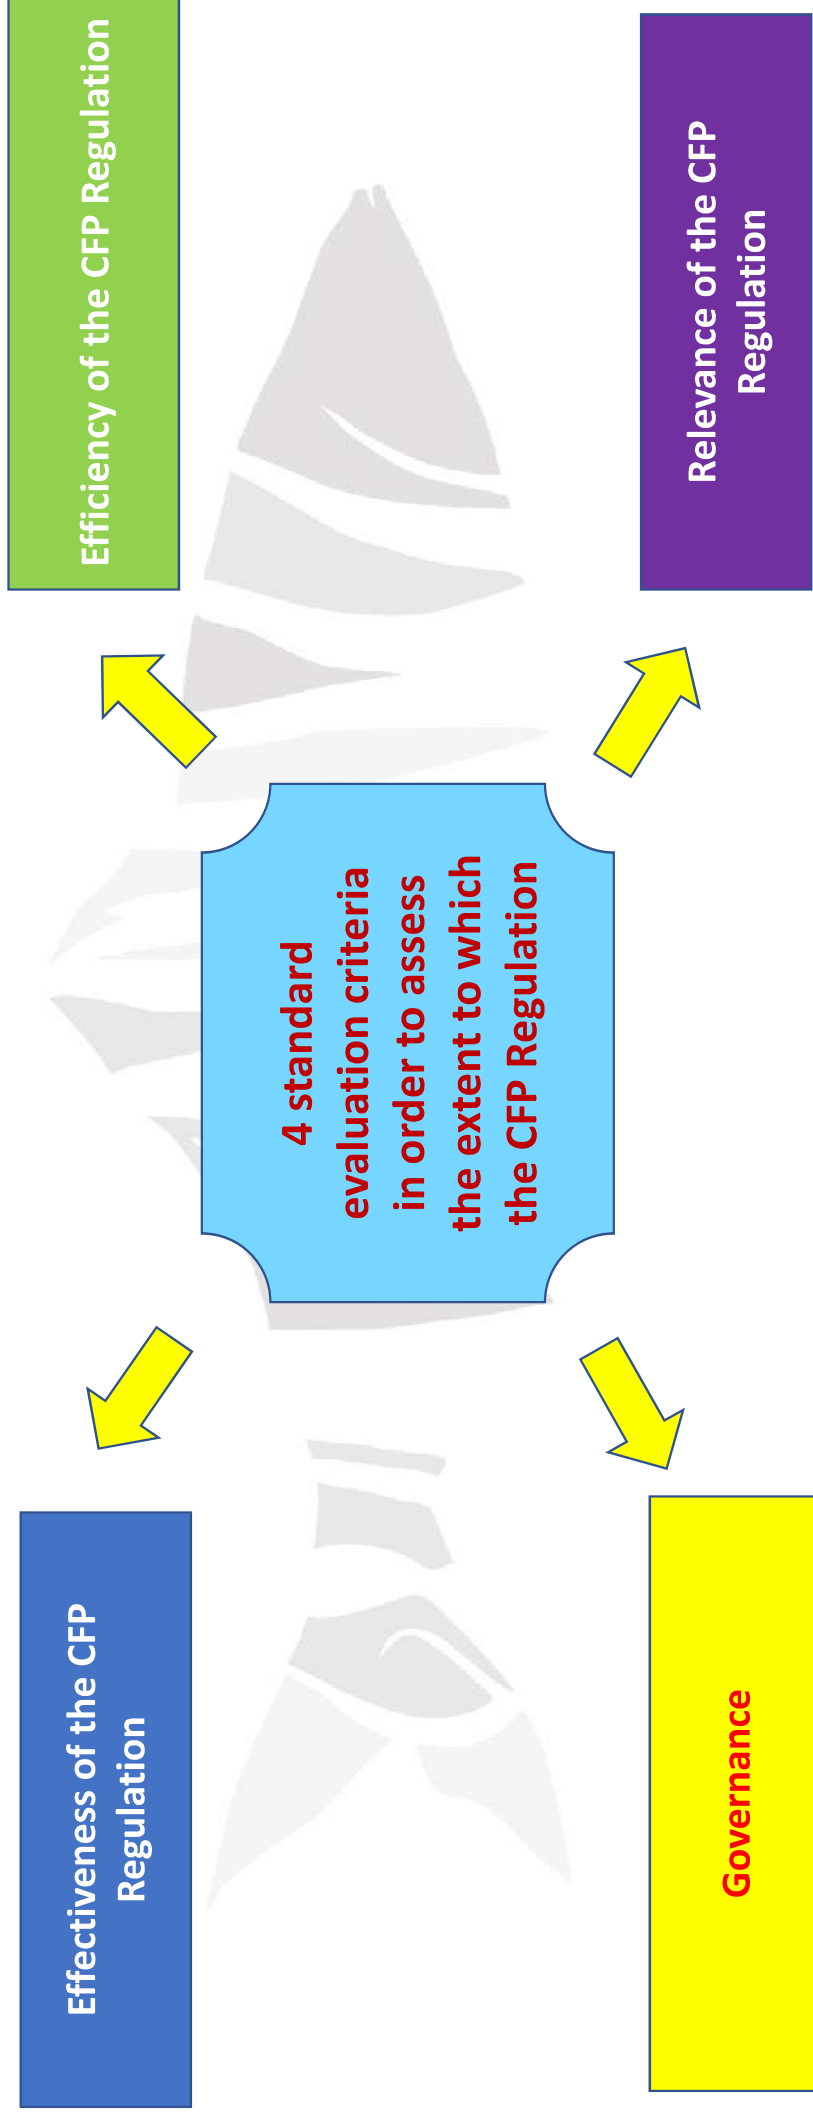 Effectiveness of the CFP
Regulation
Efficiency of the CFP Regulation
4 standard
evaluation criteria
in order to assess
the extent to which
the CFP Regulation
Governance
Relevance of the CFP
Regulation